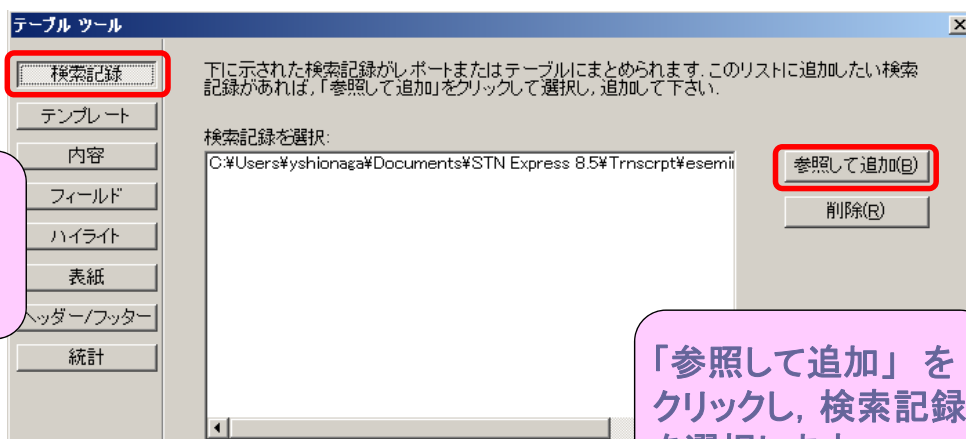 テーブル ツール
検索記録
テンプレート
内容
フィールド
ハイライト
表紙
ヘッダー/フッター
統計
下に示された検索記録がレポートまたはテーブルにまとめられます. このリストに追加したい検索
記録があれば,「参照して追加」をクリックして選択し, 追加して下さい.
検索記録を選択:
C:¥Users¥yshionaga¥Documents¥STN Express 8.5¥Trnscrpt¥esemi
参照して追加(B)
削除(R)
「参照して追加」 を
クリックし, 検索記録